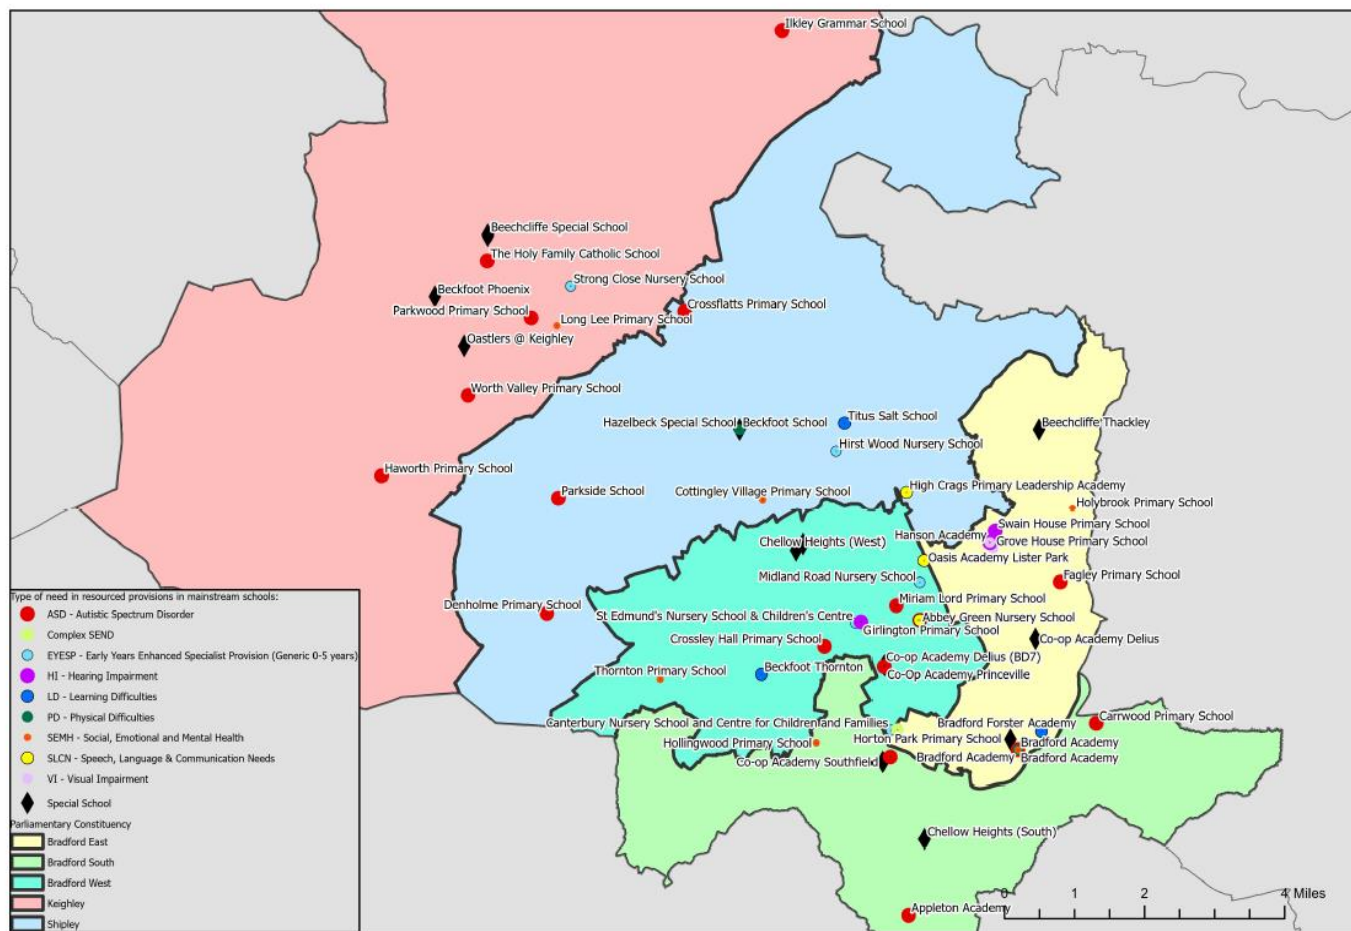 Ilkley Grammar School
Beechcliffe Special School
The Holy Family Catholic School
Strong Close Nursery School
Beckfoot Phoenix
Parkwood Primary School
Crossflatts Primary School
Long Lee Primary School
Oastlers @ Keighley
Worth Valley Primary School
Titus Salt School
Hazelbeck Special School
Beckfoot School
Beechcliffe Thackley
Hirst Wood Nursery School
Haworth Primary School
High Crags Primary Leadership Academy
Parkside School
Cottingley Village Primary School
Holybrook Primary School
Swain House Primary School
Hanson Academy
Chellow Heights (West)
Grove House Primary School
Oasis Academy Lister Park
Midland Road Nursery School
Fagley Primary School
Miriam Lord Primary School
Denholme Primary School
St Edmund's Nursery School & Children's Centre
Abbey Green Nursery School
Girlington Primary School
Crossley Hall Primary School
Co-op Academy Delius
Co-op Academy Delius (BD7)
Thornton Primary School
Beckfoot Thornton
Co-Op Academy Princeville
Canterbury Nursery School and Centre for Children and Families
Bradford Forster Academy
Carrwood Primary School
Hollingwood Primary School
Horton Park Primary School
Bradford Academy
Co-op Academy Southfield
Bradford Academy
Bradford Academy
Chellow Heights (South)
Appleton Academy
Type of need in resourced provisions in mainstream schools:
ASD - Autistic Spectrum Disorder
Complex SEND
EYESP - Early Years Enhanced Specialist Provision (Generic 0-5 years)
HI - Hearing Impairment
LD - Learning Difficulties
PD - Physical Difficulties
SEMH - Social, Emotional and Mental Health
SLCN - Speech, Language & Communication Needs
VI - Visual Impairment
Special School
Parliamentary Constituency
Bradford East
Bradford South
Bradford West
Keighley
Shipley
0 1 2 4 Miles